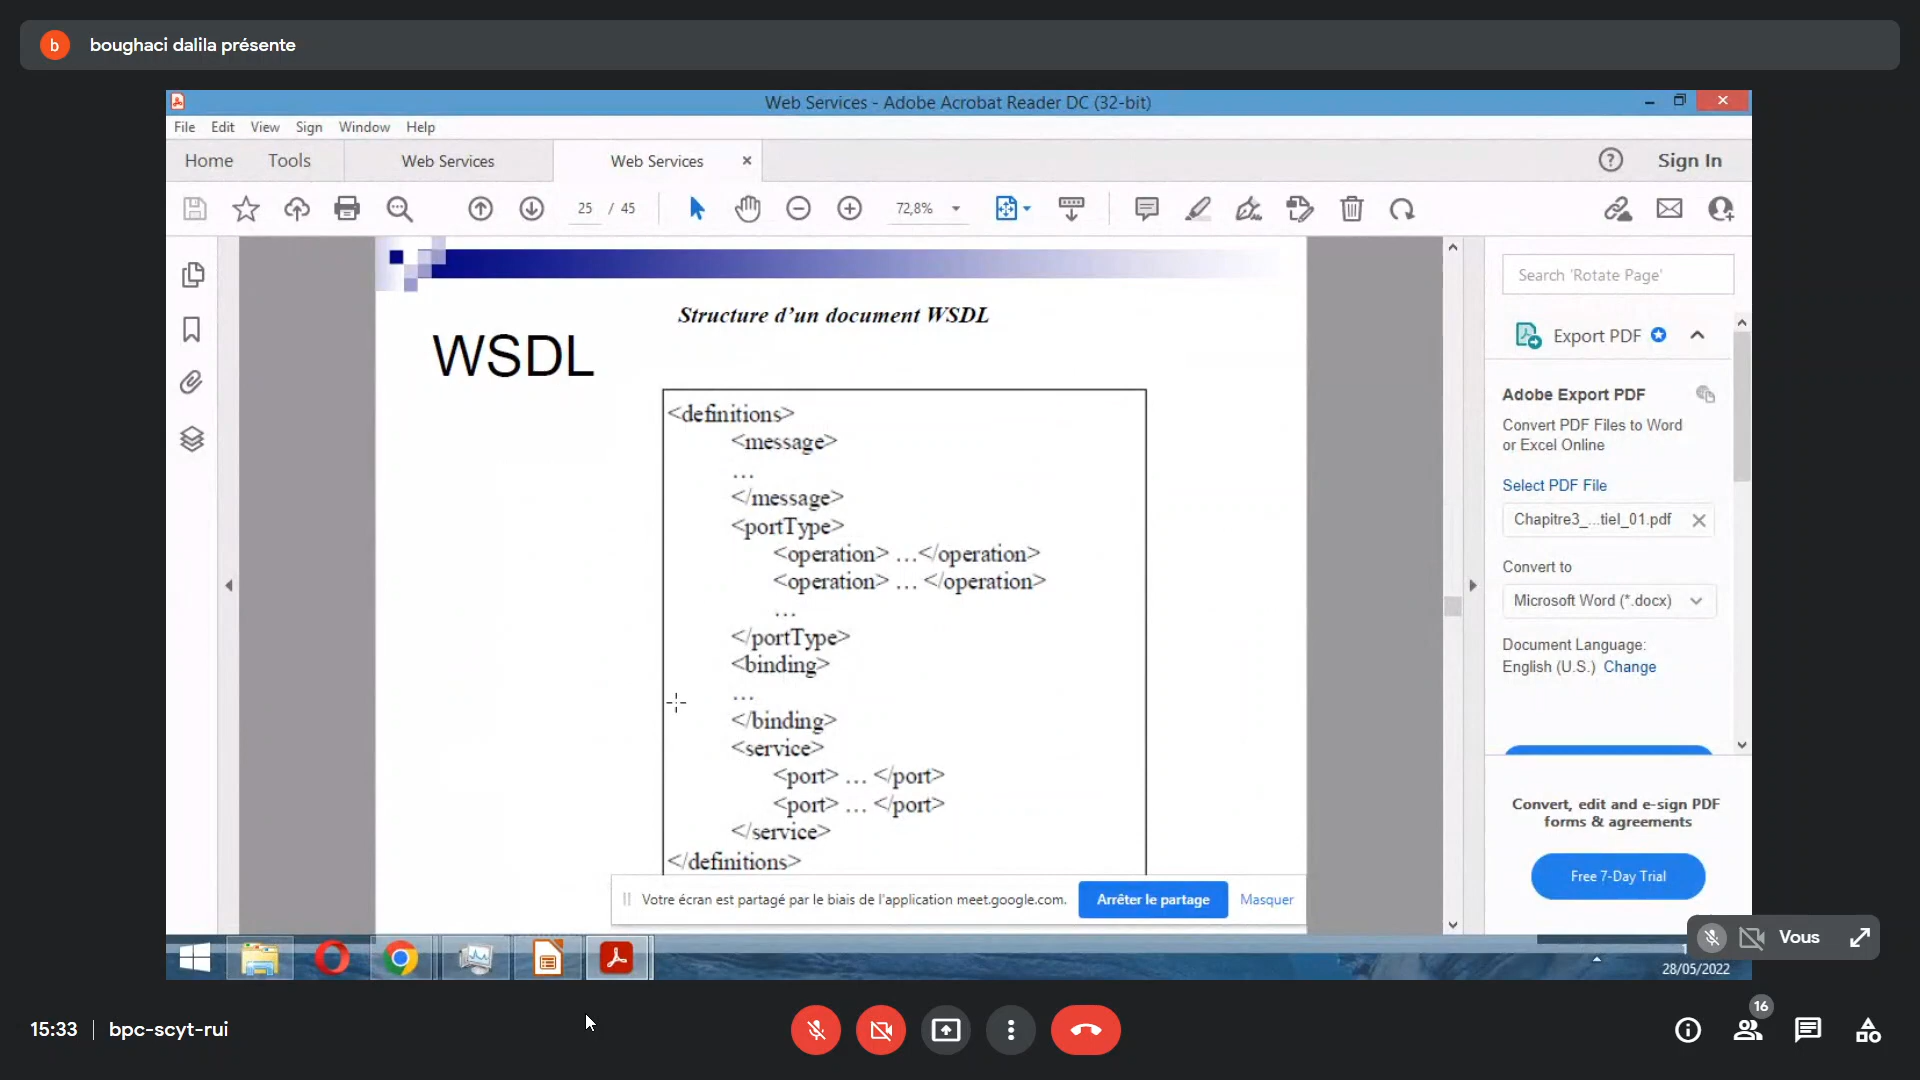 b
boughaci dalila présente
Web Services - Adobe Acrobat Reader DC (32-bit)
File Edit View Sign Window Help
Home Tools Web Services Web Services × Sign In
25 / 45 72,8%
Search 'Rotate Page'
Structure d'un document WSDL
WSDL
<definitions>
<message>
…
</message>
<portType>
<operation> …</operation>
<operation> … </operation>
…
</portType>
<binding>
…
</binding>
<service>
<port> … </port>
<port> … </port>
</service>
</definitions>
Export PDF
Adobe Export PDF
Convert PDF Files to Word
or Excel Online
Select PDF File
Chapitre3_...tiel_01.pdf
Convert to
Microsoft Word (*.docx)
Document Language:
English (U.S.) Change
Convert, edit and e-sign PDF
forms & agreements
Free 7-Day Trial
Votre écran est partagé par le biais de l'application meet.google.com. Arrêter le partage Masquer
Vous
28/05/2022
15:33 | bpc-scyt-rui
16